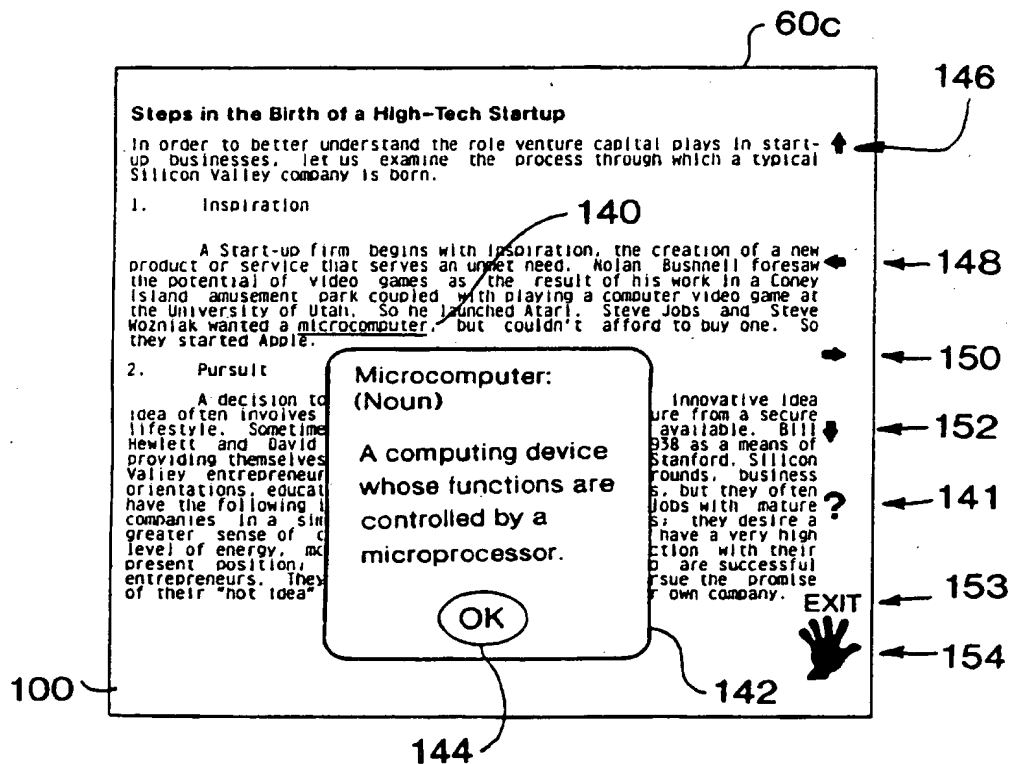 60c
146
Steps in the Birth of a High-Tech Startup
In order to better understand the role venture capital plays in start-
up businesses, let us examine the process through which a typical
Silicon Valley company is born.
1. Inspiration
140
A Start-up firm begins with inspiration, the creation of a new
product or service that serves an unmet need. Nolan Bushnell foresaw
148
the potential of video games as the result of his work in a Coney
Island amusement park coupled with playing a computer video game at
the University of Utah. So he launched Atari. Steve Jobs and Steve
Wozniak wanted a microcomputer, but couldn't afford to buy one. So
they started Apple.
150
2. Pursuit
Microcomputer:
(Noun)
A computing device
whose functions are
controlled by a
microprocessor.
OK
A decision to innovative idea
idea often involves ure from a secure
lifestyle. Sometime available. Bill
152
Hewlett and David 938 as a means of
providing themselves Stanford. Silicon
Valley entrepreneur rounds, business
orientations, educat s, but they often
have the following jobs with mature
?
141
companies in a sim s; they desire a
greater sense of have a very high
level of energy, ction with their
present position, are successful
entrepreneurs. They rsue the promise
of their "hot idea" r own company.
EXIT
153
154
100
142
144